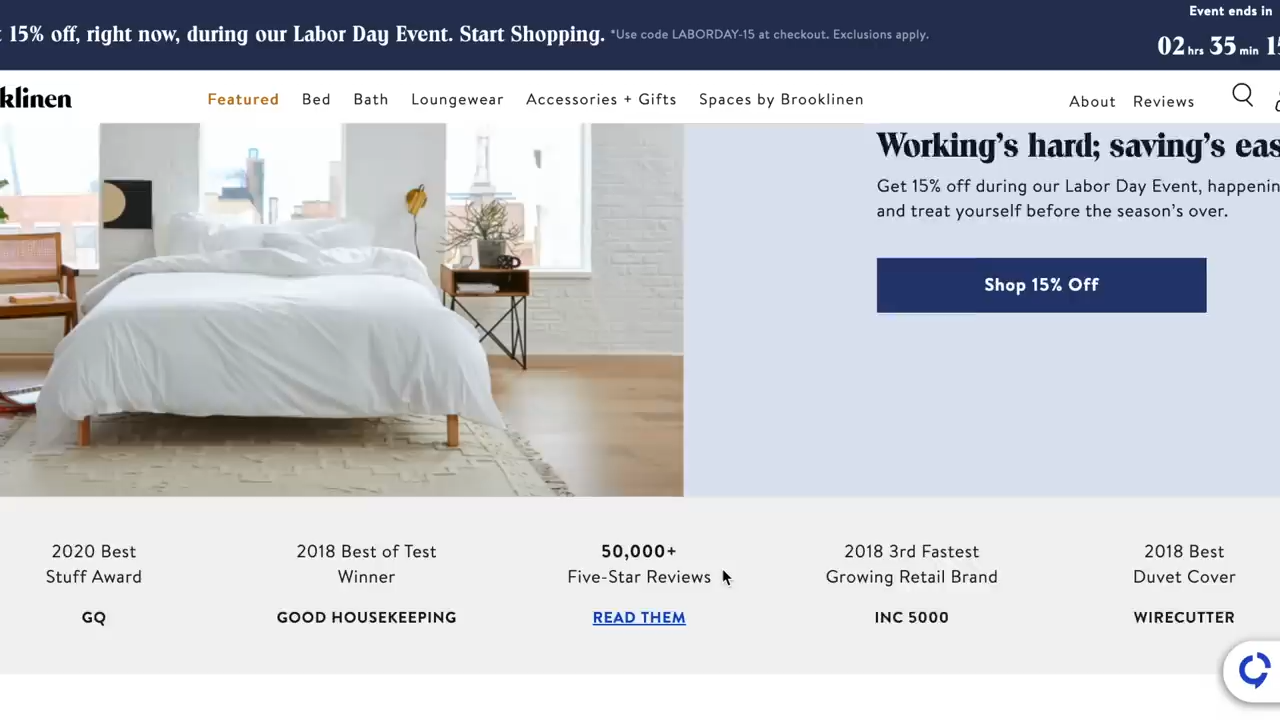 15% off, right now, during our Labor Day Event. Start Shopping. *Use code LABORDAY-15 at checkout. Exclusions apply.
Event ends in
02 hrs 35 min
klinen
Featured Bed Bath Loungewear Accessories + Gifts Spaces by Brooklinen
About Reviews
Working's hard; saving's
Get 15% off during our Labor Day Event,
and treat yourself before the season's over.
Shop 15% Off
2020 Best
Stuff Award
GQ
2018 Best of Test
Winner
GOOD HOUSEKEEPING
50,000+
Five-Star Reviews
READ THEM
2018 3rd Fastest
Growing Retail Brand
INC 5000
2018 Best
Duvet Cover
WIRECUTTER